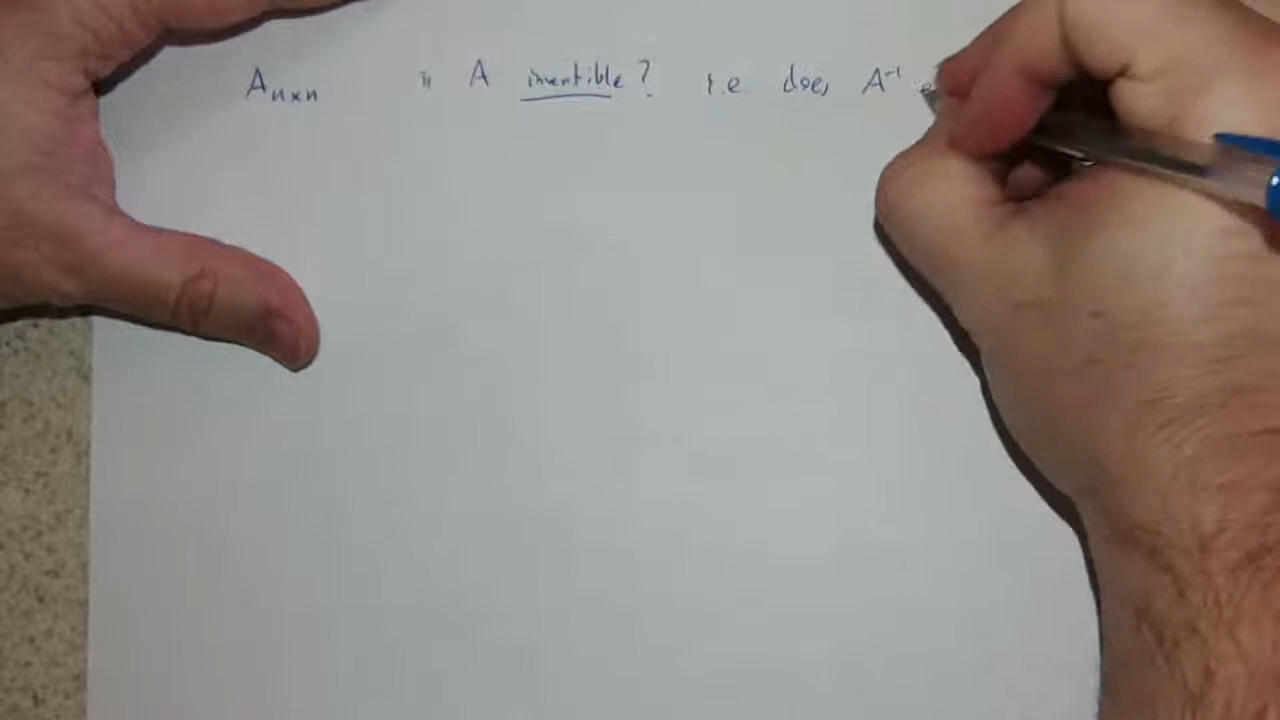 Aₙₓₙ is A invertible? i.e does A⁻¹ e